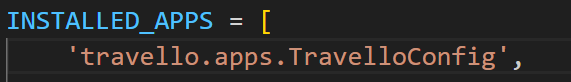 INSTALLED_APPS = [
    'travello.apps.TravelloConfig',